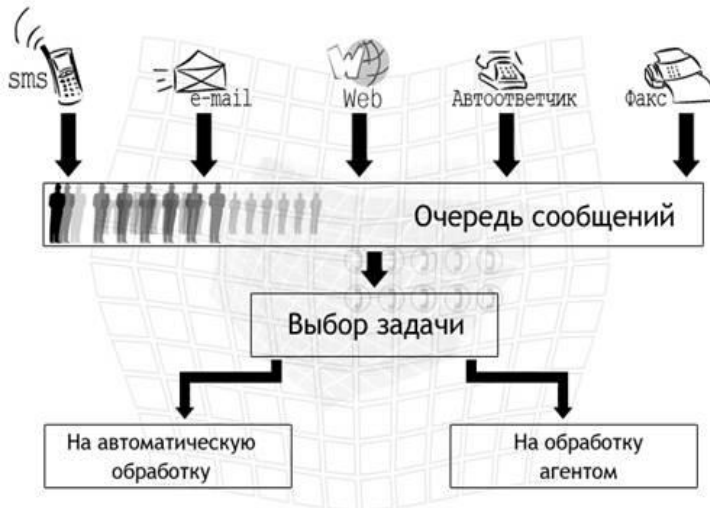 sms
e-mail
Web
Автоответчик
Факс
Очередь сообщений
Выбор задачи
На автоматическую
обработку
На обработку
агентом